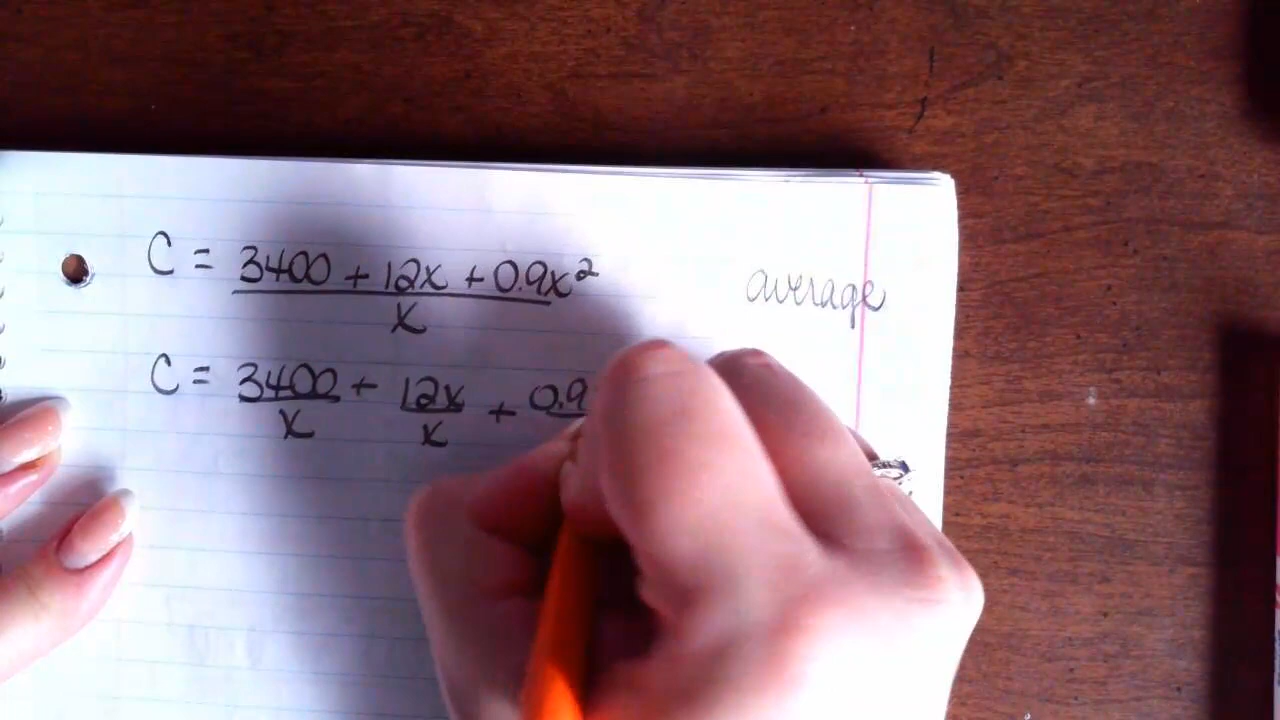 C = 3400 + 12x + 0.9x²
x
average
C = 3400 + 12x + 0.9
x x